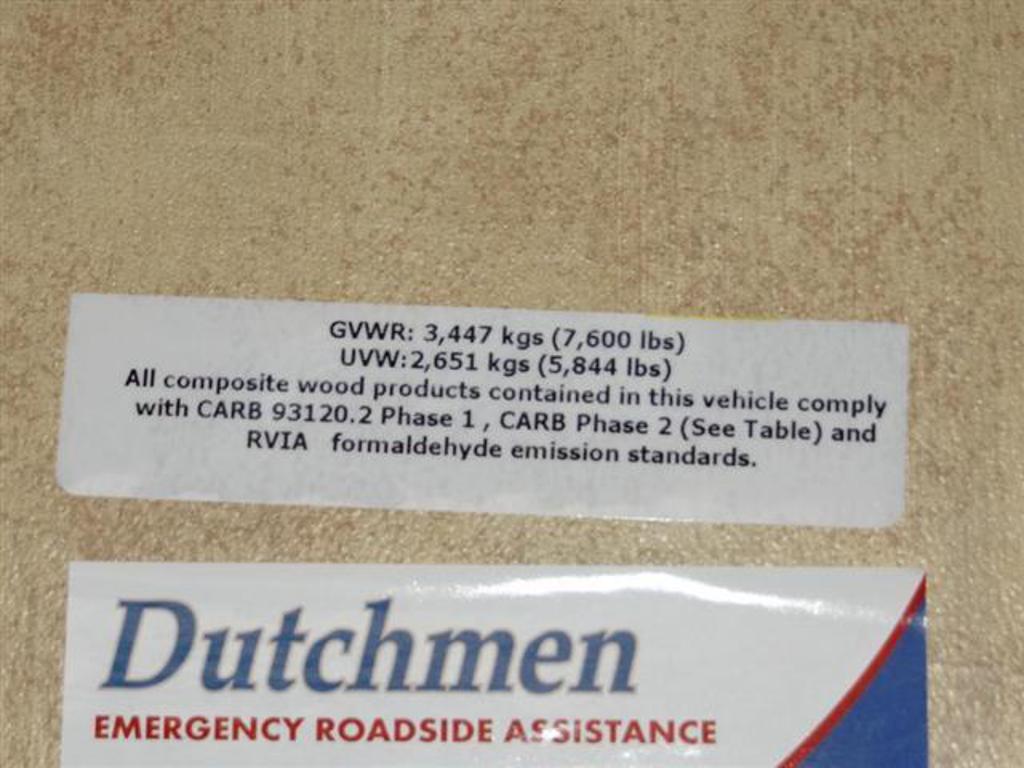 GVWR: 3,447 kgs (7,600 lbs)
UVW:2,651 kgs (5,844 lbs)
All composite wood products contained in this vehicle comply
with CARB 93120.2 Phase 1 , CARB Phase 2 (See Table) and
RVIA formaldehyde emission standards.
Dutchmen
EMERGENCY ROADSIDE ASSISTANCE